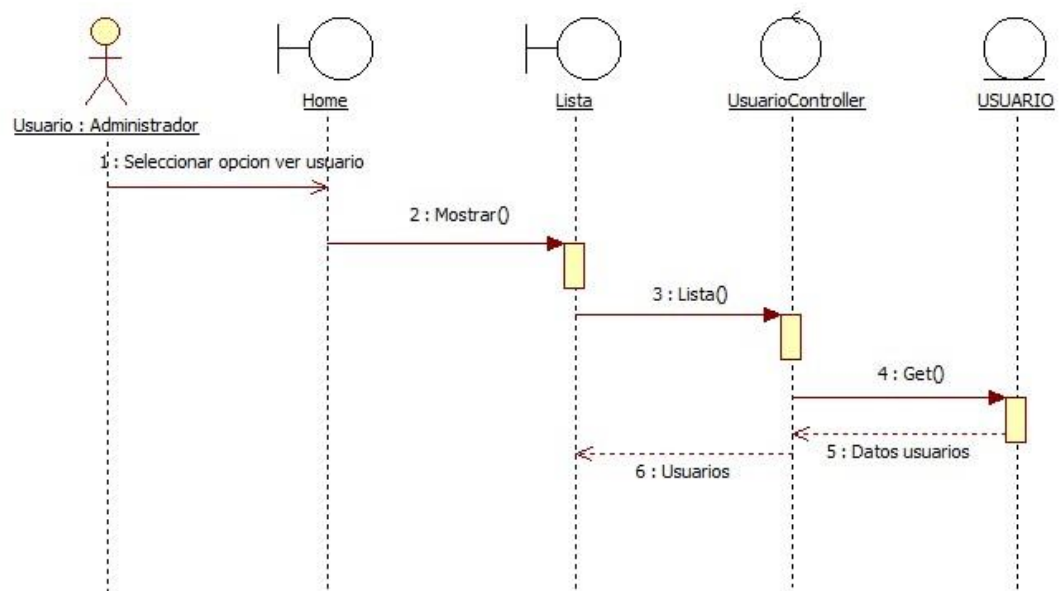 Home
Lista
UsuarioController
USUARIO
Usuario : Administrador
1 : Seleccionar opcion ver usuario
2 : Mostrar()
3 : Lista()
4 : Get()
5 : Datos usuarios
6 : Usuarios